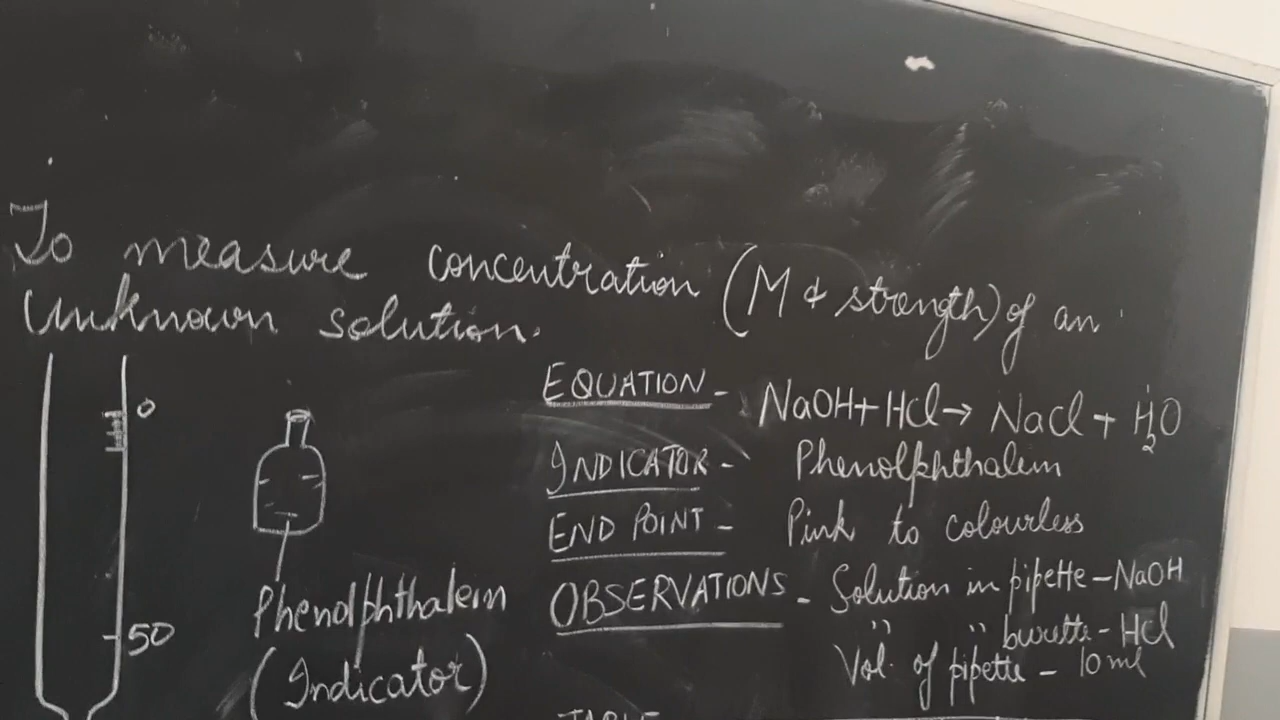 To measure concentration (M & strength) of an
Unknown solution.
0
50
Phenolphthalein
(Indicator)
EQUATION - NaOH + HCl → NaCl + H2O
INDICATOR - Phenolphthalein
END POINT - Pink to colourless
OBSERVATIONS - Solution in pipette - NaOH
" " burette - HCl
Vol. of pipette - 10 ml
TABLE